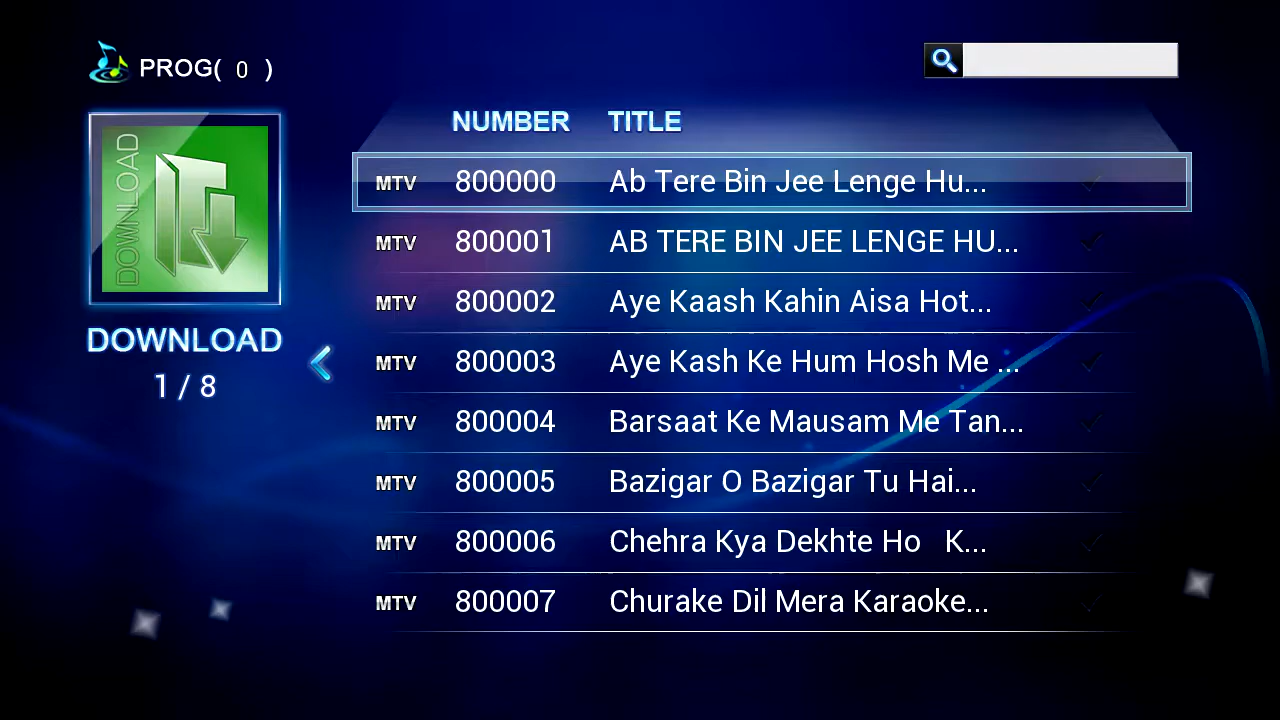 PROG( 0 )
DOWNLOAD
DOWNLOAD
1 / 8
NUMBER TITLE
MTV 800000 Ab Tere Bin Jee Lenge Hu...
MTV 800001 AB TERE BIN JEE LENGE HU...
MTV 800002 Aye Kaash Kahin Aisa Hot...
MTV 800003 Aye Kash Ke Hum Hosh Me ...
MTV 800004 Barsaat Ke Mausam Me Tan...
MTV 800005 Bazigar O Bazigar Tu Hai...
MTV 800006 Chehra Kya Dekhte Ho   K...
MTV 800007 Churake Dil Mera Karaoke...